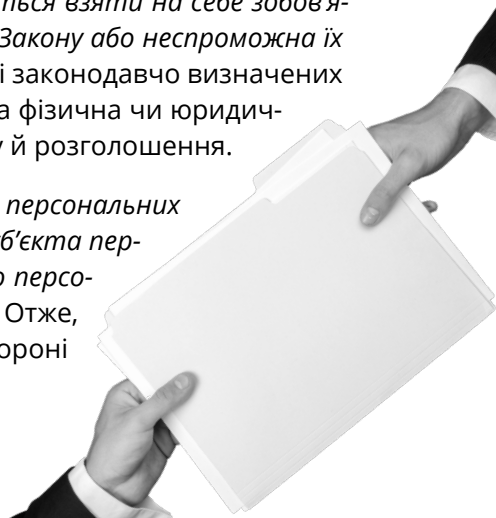 ться взяти на себе зобов’я-
Закону або неспроможна їх
і законодавчо визначених
а фізична чи юридич-
у й розголошення.
персональних
б’єкта пер-
персо-
Отже,
ороні